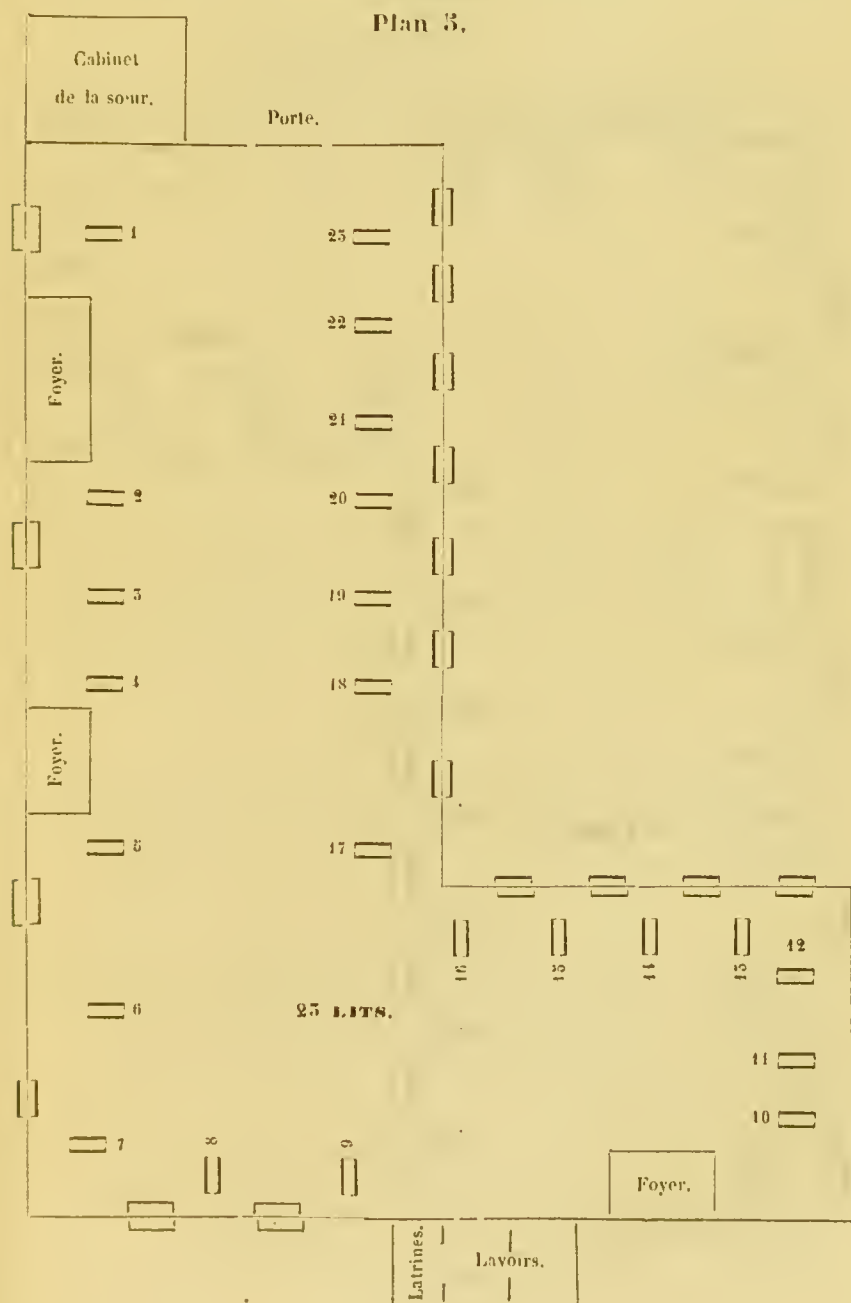 Plan 3.
Cabinet
de la sœur.
Porte.
1
23
22
Foyer.
21
2
20
3
19
4
18
Foyer.
5
17
16
15
14
13
12
6
23 LITS.
11
10
7
8
9
Foyer.
Latrines.
Lavoirs.